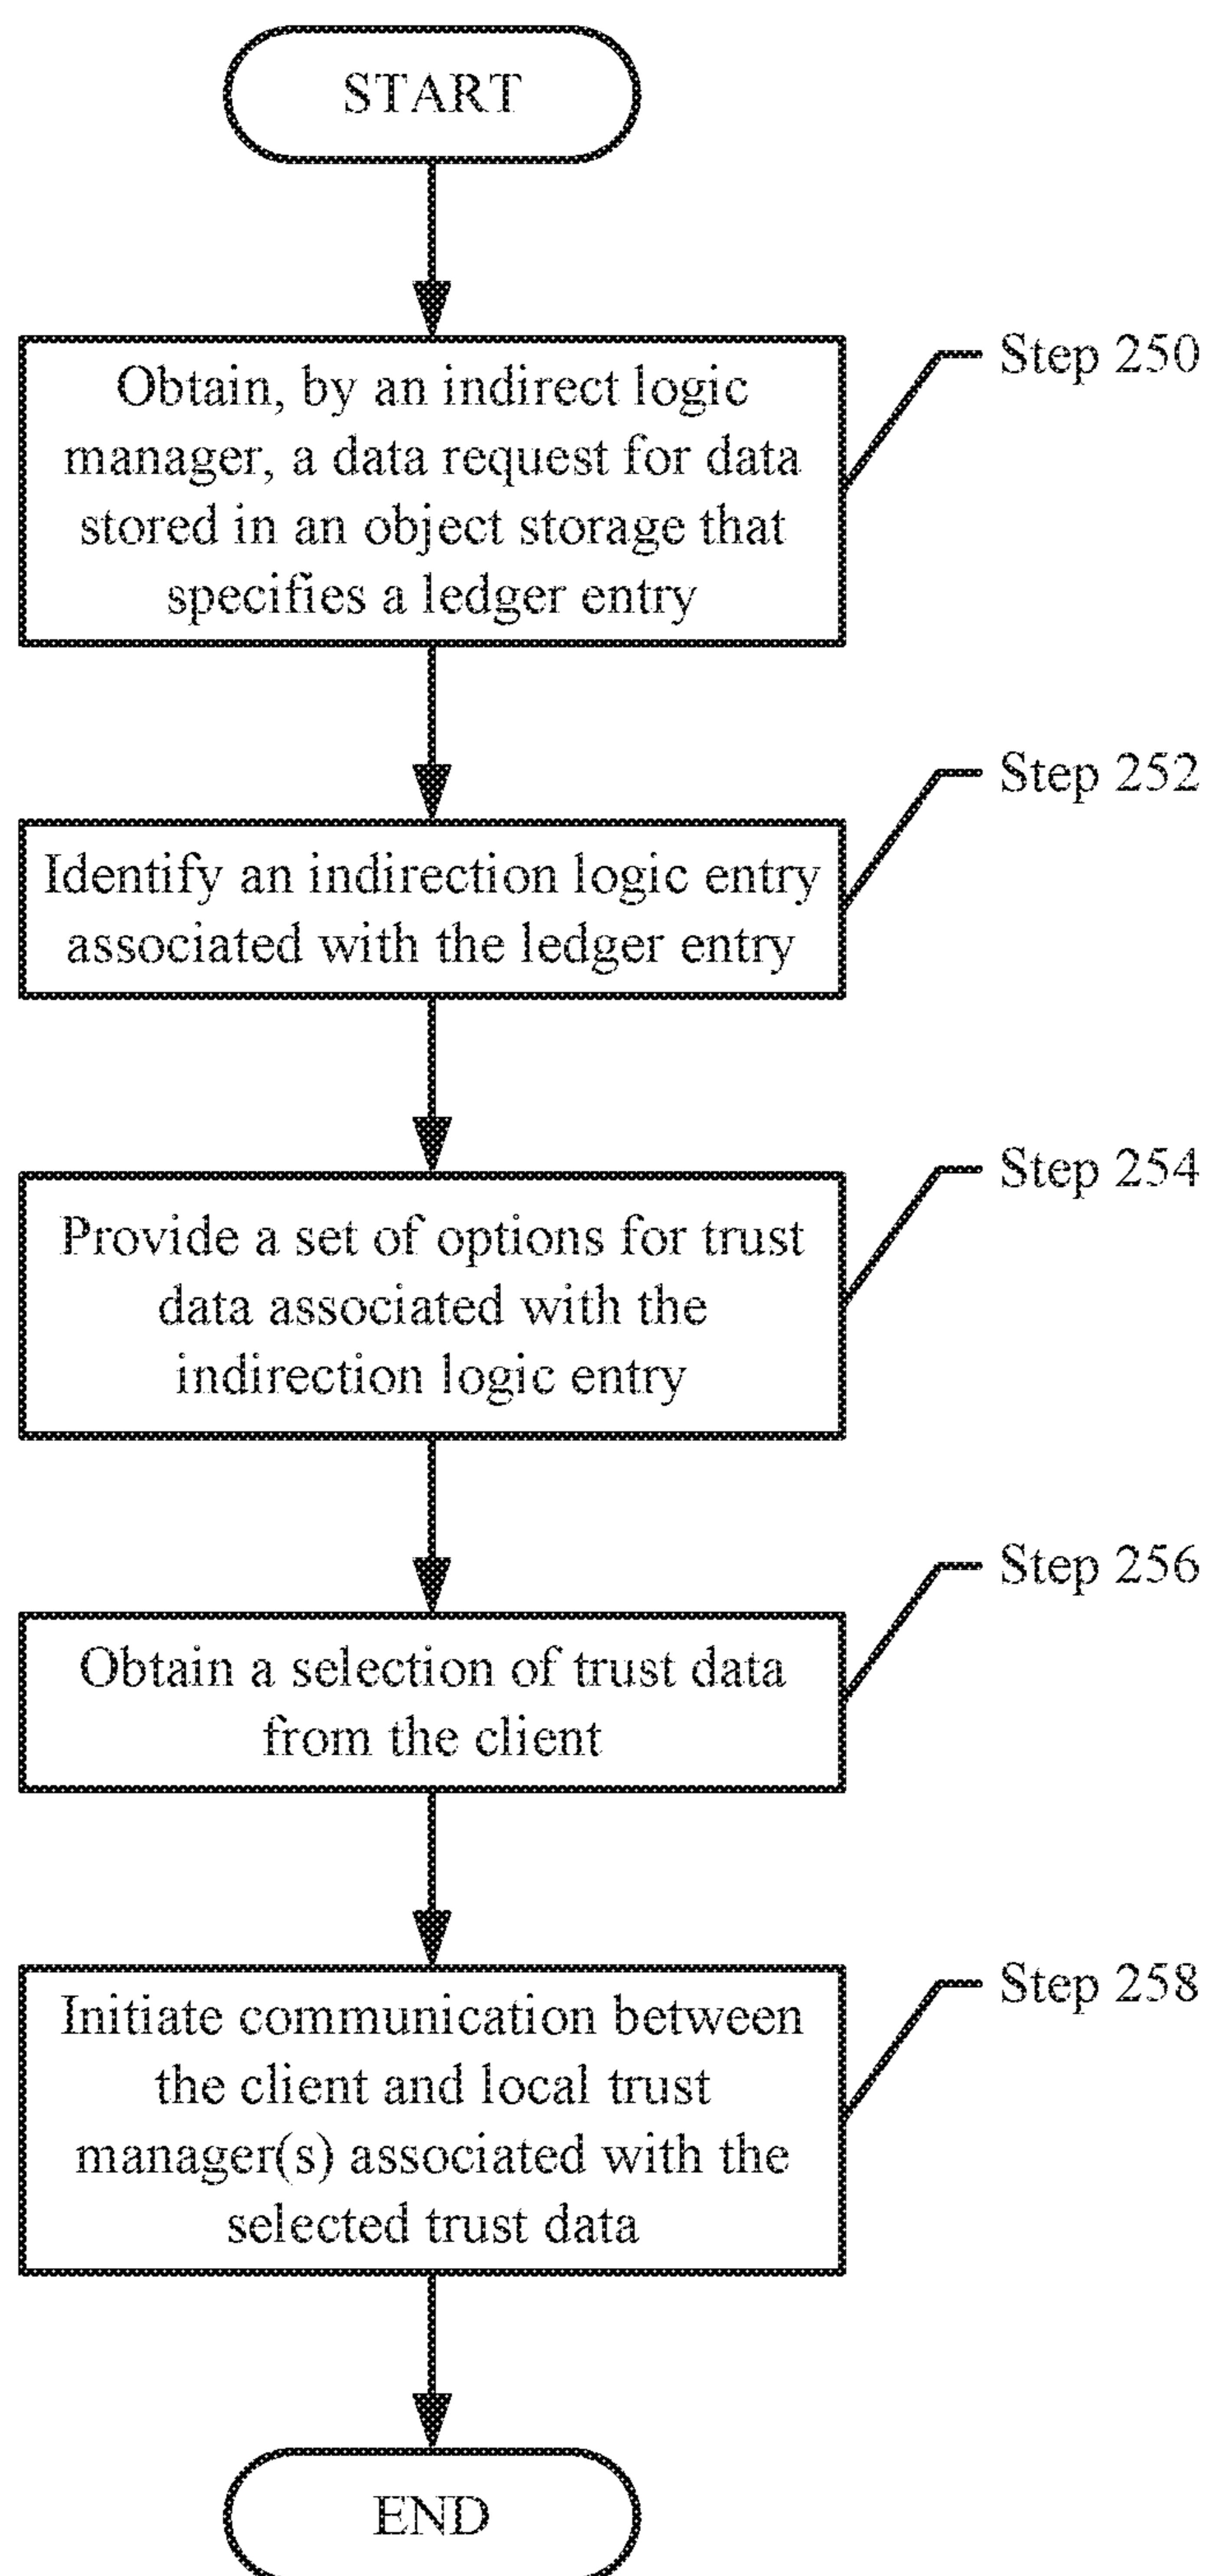 START
Obtain, by an indirect logic
manager, a data request for data
stored in an object storage that
specifies a ledger entry
Step 250
Identify an indirection logic entry
associated with the ledger entry
Step 252
Provide a set of options for trust
data associated with the
indirection logic entry
Step 254
Obtain a selection of trust data
from the client
Step 256
Initiate communication between
the client and local trust
manager(s) associated with the
selected trust data
Step 258
END